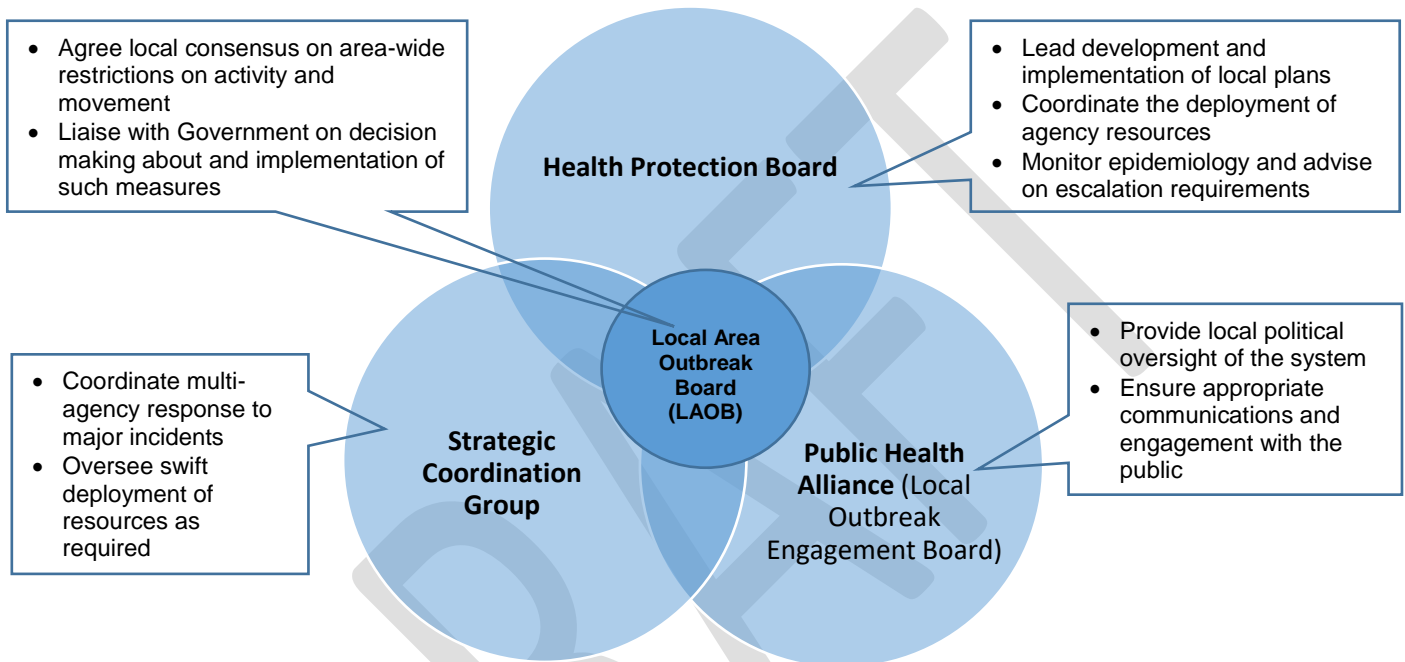 • Agree local consensus on area-wide
restrictions on activity and
movement
• Liaise with Government on decision
making about and implementation of
such measures
• Lead development and
implementation of local plans
• Coordinate the deployment of
agency resources
• Monitor epidemiology and advise
on escalation requirements
Health Protection Board
Local Area
Outbreak
Board
(LAOB)
• Coordinate multi-
agency response to
major incidents
• Oversee swift
deployment of
resources as
required
Strategic
Coordination
Group
Public Health
Alliance (Local
Outbreak
Engagement Board)
• Provide local political
oversight of the system
• Ensure appropriate
communications and
engagement with the
public
DRAFT